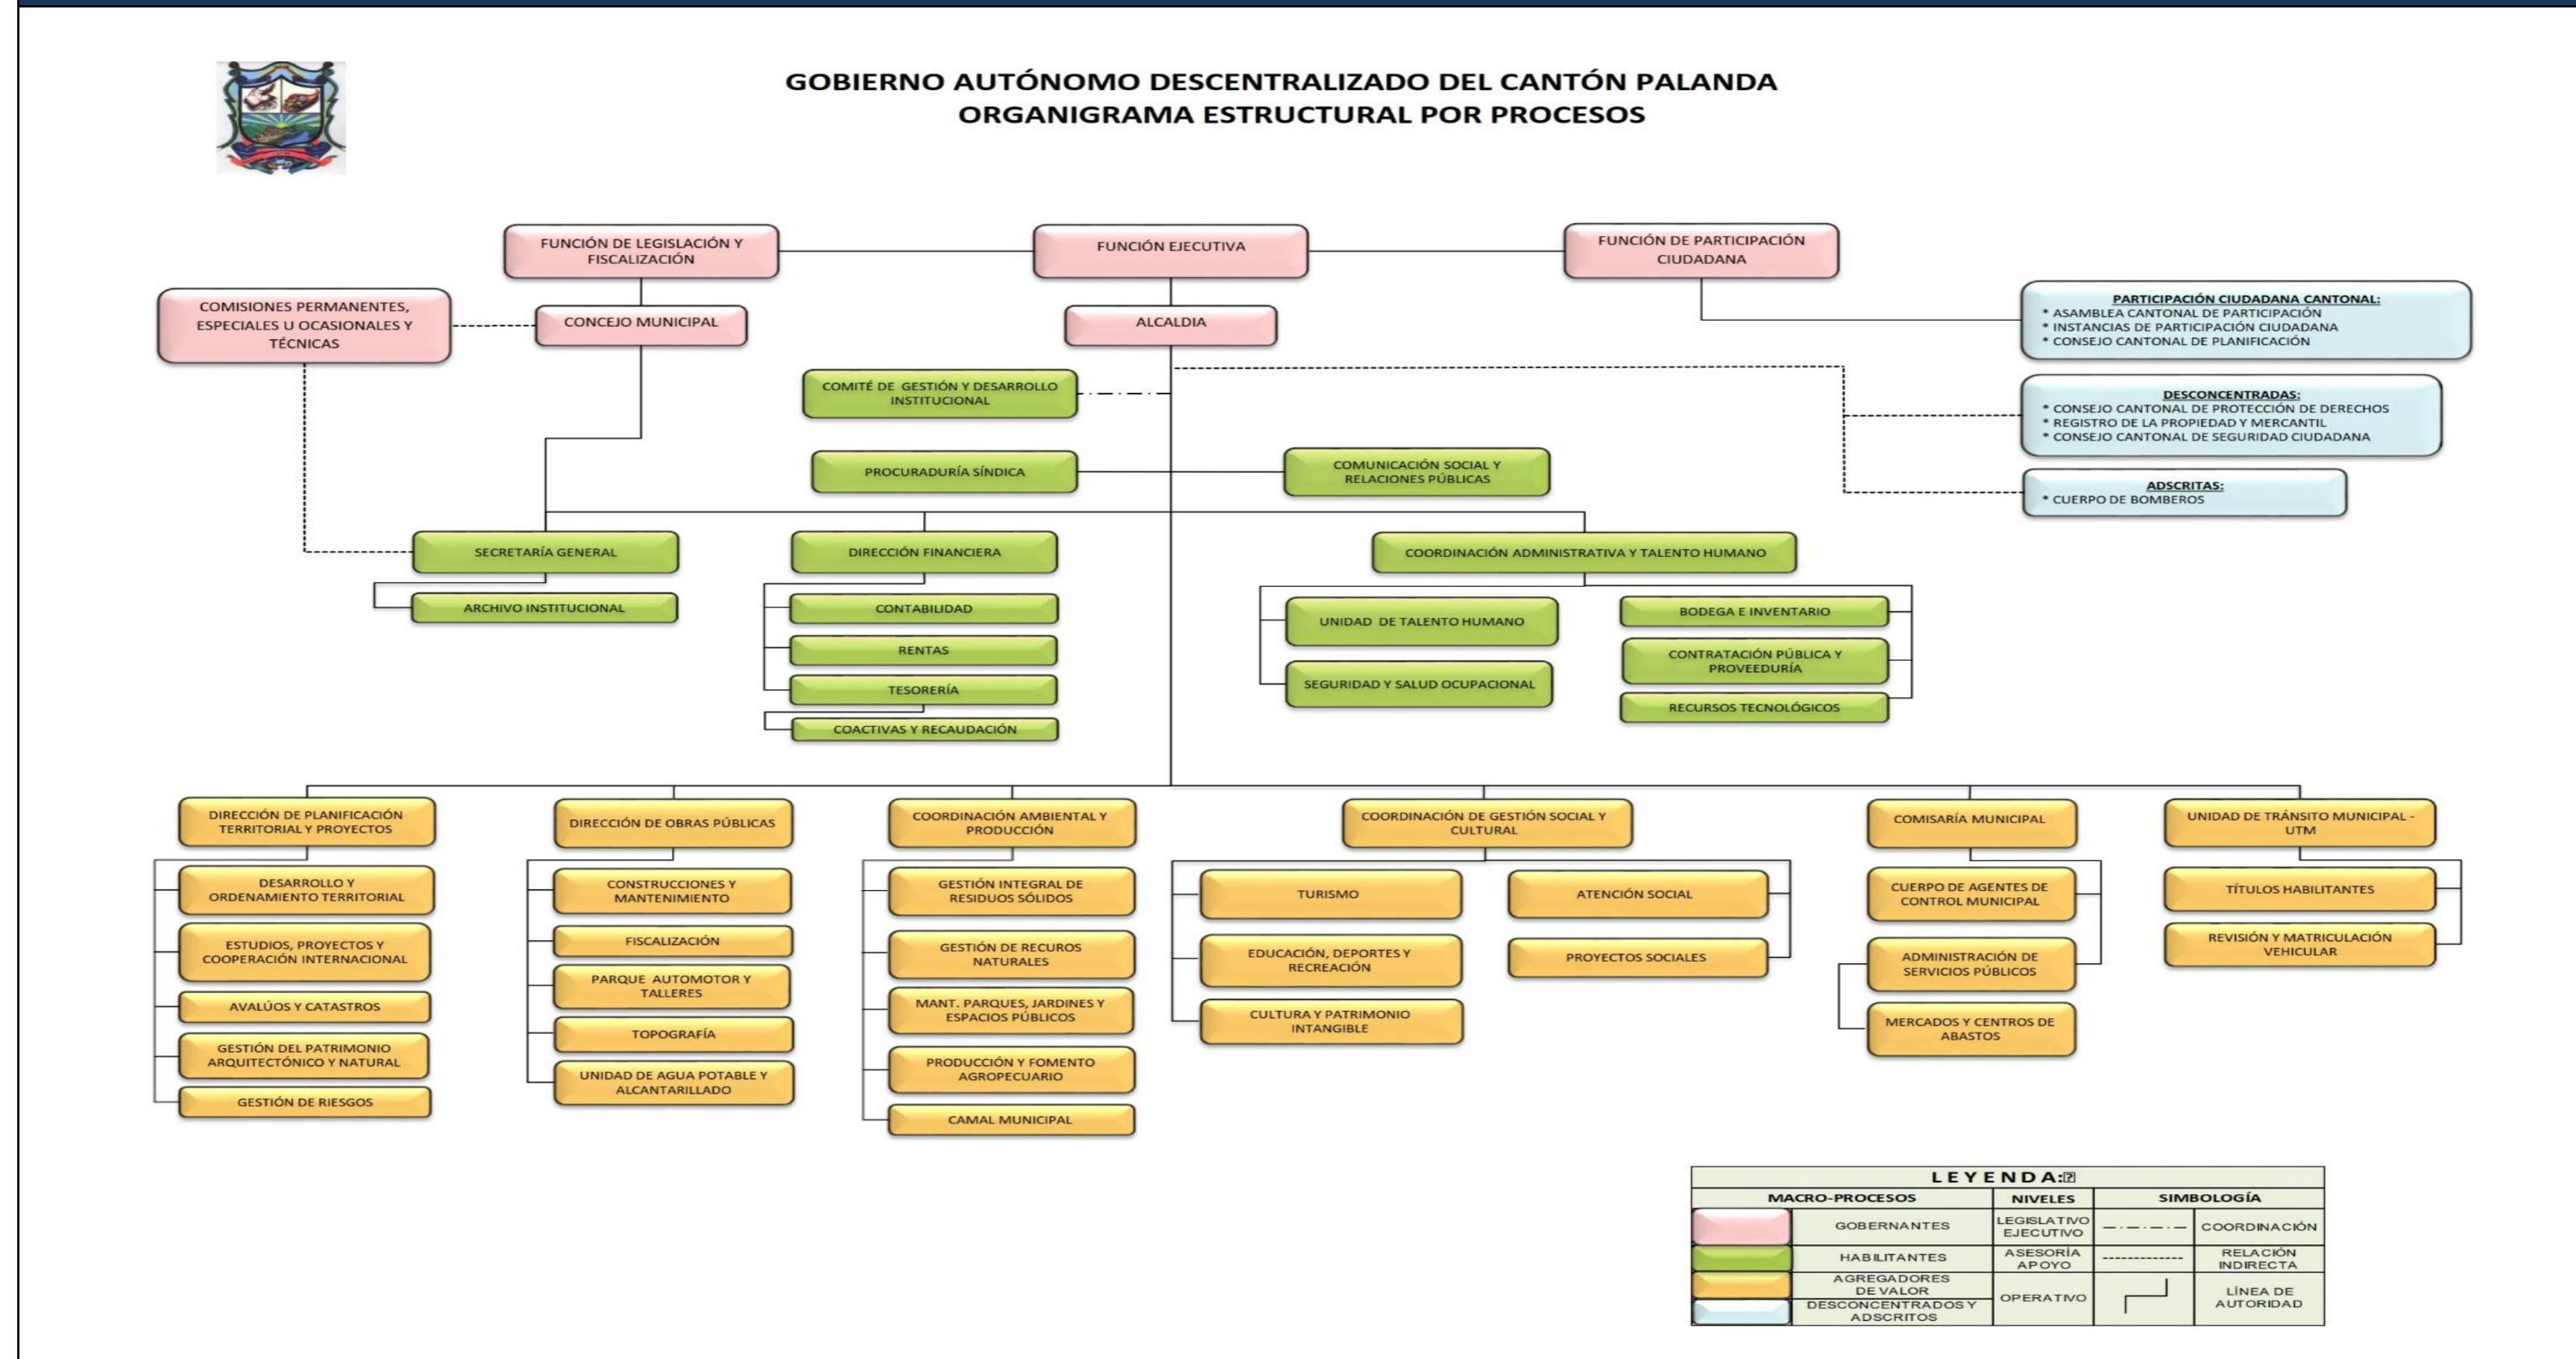 GOBIERNO AUTÓNOMO DESCENTRALIZADO DEL CANTÓN PALANDA
ORGANIGRAMA ESTRUCTURAL POR PROCESOS
FUNCIÓN DE LEGISLACIÓN Y
FISCALIZACIÓN
FUNCIÓN EJECUTIVA
FUNCIÓN DE PARTICIPACIÓN
CIUDADANA
COMISIONES PERMANENTES,
ESPECIALES U OCASIONALES Y
TÉCNICAS
CONCEJO MUNICIPAL
ALCALDIA
PARTICIPACIÓN CIUDADANA CANTONAL:
* ASAMBLEA CANTONAL DE PARTICIPACIÓN
* INSTANCIAS DE PARTICIPACIÓN CIUDADANA
* CONSEJO CANTONAL DE PLANIFICACIÓN
COMITÉ DE GESTIÓN Y DESARROLLO
INSTITUCIONAL
DESCONCENTRADAS:
* CONSEJO CANTONAL DE PROTECCIÓN DE DERECHOS
* REGISTRO DE LA PROPIEDAD Y MERCANTIL
* CONSEJO CANTONAL DE SEGURIDAD CIUDADANA
PROCURADURÍA SÍNDICA
COMUNICACIÓN SOCIAL Y
RELACIONES PÚBLICAS
ADSCRITAS:
* CUERPO DE BOMBEROS
SECRETARÍA GENERAL
DIRECCIÓN FINANCIERA
COORDINACIÓN ADMINISTRATIVA Y TALENTO HUMANO
ARCHIVO INSTITUCIONAL
CONTABILIDAD
RENTAS
TESORERÍA
COACTIVAS Y RECAUDACIÓN
UNIDAD DE TALENTO HUMANO
SEGURIDAD Y SALUD OCUPACIONAL
BODEGA E INVENTARIO
CONTRATACIÓN PÚBLICA Y
PROVEEDURÍA
RECURSOS TECNOLÓGICOS
DIRECCIÓN DE PLANIFICACIÓN
TERRITORIAL Y PROYECTOS
DESARROLLO Y
ORDENAMIENTO TERRITORIAL
ESTUDIOS, PROYECTOS Y
COOPERACIÓN INTERNACIONAL
AVALÚOS Y CATASTROS
GESTIÓN DEL PATRIMONIO
ARQUITECTÓNICO Y NATURAL
GESTIÓN DE RIESGOS
DIRECCIÓN DE OBRAS PÚBLICAS
CONSTRUCCIONES Y
MANTENIMIENTO
FISCALIZACIÓN
PARQUE AUTOMOTOR Y
TALLERES
TOPOGRAFÍA
UNIDAD DE AGUA POTABLE Y
ALCANTARILLADO
COORDINACIÓN AMBIENTAL Y
PRODUCCIÓN
GESTIÓN INTEGRAL DE
RESIDUOS SÓLIDOS
GESTIÓN DE RECUROS
NATURALES
MANT. PARQUES, JARDINES Y
ESPACIOS PÚBLICOS
PRODUCCIÓN Y FOMENTO
AGROPECUARIO
CAMAL MUNICIPAL
COORDINACIÓN DE GESTIÓN SOCIAL Y
CULTURAL
TURISMO
EDUCACIÓN, DEPORTES Y
RECREACIÓN
CULTURA Y PATRIMONIO
INTANGIBLE
ATENCIÓN SOCIAL
PROYECTOS SOCIALES
COMISARÍA MUNICIPAL
CUERPO DE AGENTES DE
CONTROL MUNICIPAL
ADMINISTRACIÓN DE
SERVICIOS PÚBLICOS
MERCADOS Y CENTROS DE
ABASTOS
UNIDAD DE TRÁNSITO MUNICIPAL -
UTM
TÍTULOS HABILITANTES
REVISIÓN Y MATRICULACIÓN
VEHICULAR
LEYENDA:
MACRO-PROCESOS NIVELES SIMBOLOGÍA
GOBERNANTES
LEGISLATIVO
EJECUTIVO
COORDINACIÓN
HABILITANTES
ASESORÍA
APOYO
RELACIÓN
INDIRECTA
AGREGADORES
DE VALOR
DESCONCENTRADOS Y
ADSCRITOS
OPERATIVO
LÍNEA DE
AUTORIDAD